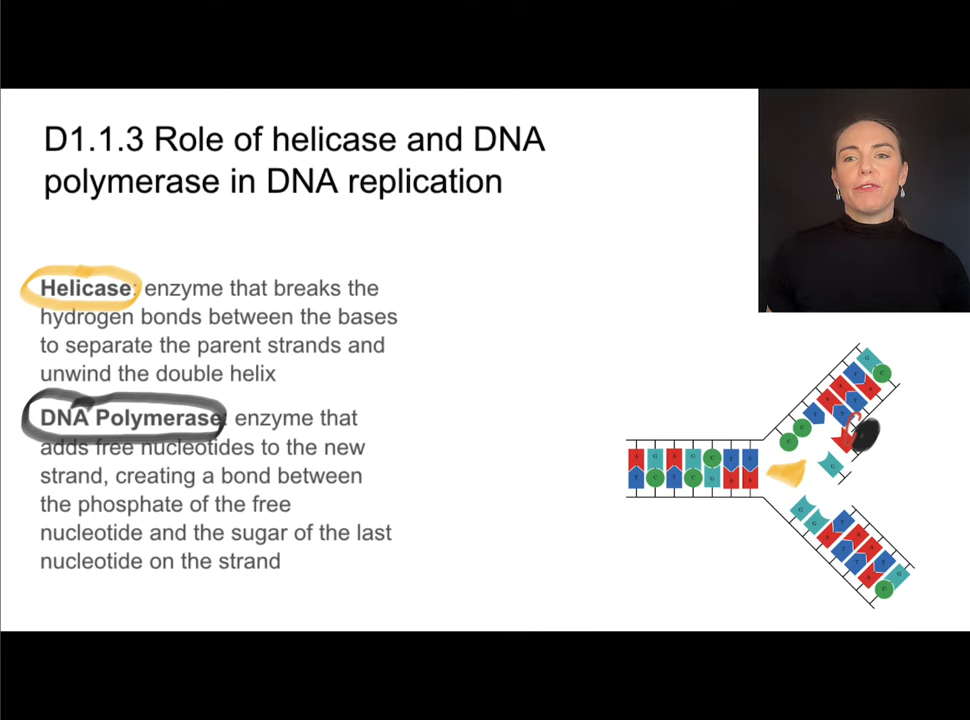 D1.1.3 Role of helicase and DNA
polymerase in DNA replication
Helicase: enzyme that breaks the
hydrogen bonds between the bases
to separate the parent strands and
unwind the double helix
DNA Polymerase: enzyme that
adds free nucleotides to the new
strand, creating a bond between
the phosphate of the free
nucleotide and the sugar of the last
nucleotide on the strand
A G A G C T T
T C T C G A A